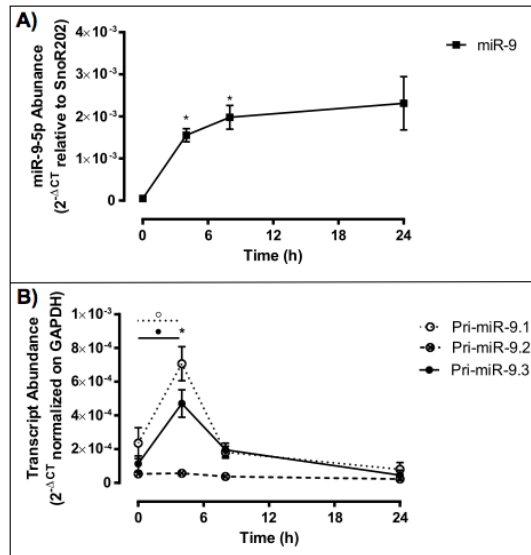 A)
4×10⁻³
3×10⁻³
2×10⁻³
1×10⁻³
0
miR-9-5p Abunance
(2⁻ΔCT relative to SnoR202)
* *
miR-9
0 6 12 18 24
Time (h)
B)
1×10⁻³
8×10⁻⁴
6×10⁻⁴
4×10⁻⁴
2×10⁻⁴
0
Transcript Abundance
(2⁻ΔCT normalized on GAPDH)
*
Pri-miR-9.1
Pri-miR-9.2
Pri-miR-9.3
0 6 12 18 24
Time (h)